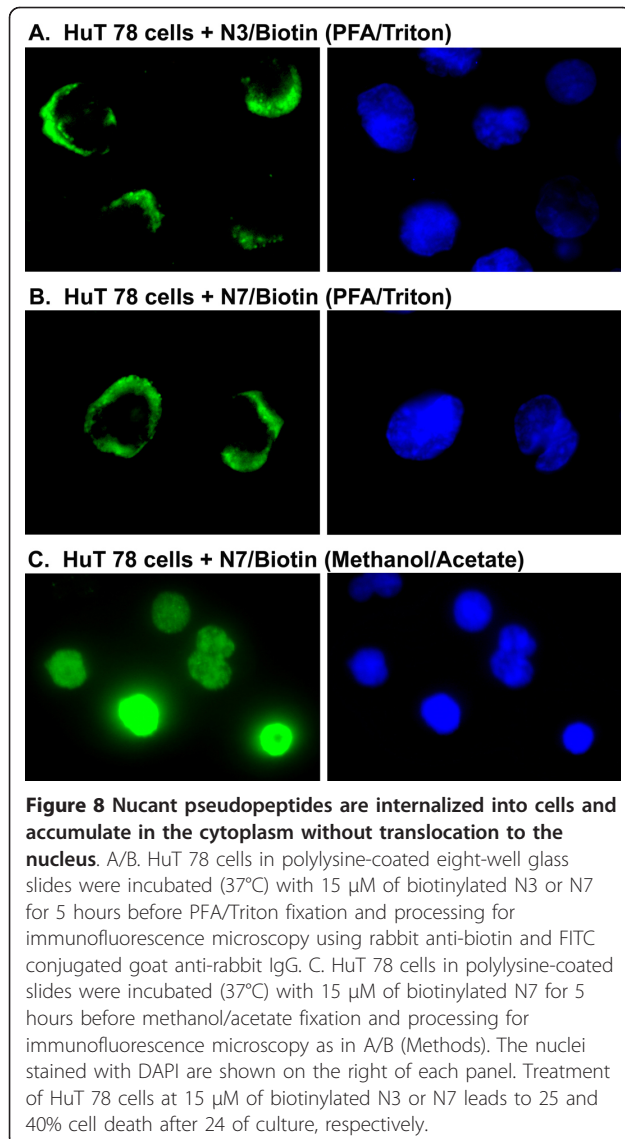 A. HuT 78 cells + N3/Biotin (PFA/Triton)
B. HuT 78 cells + N7/Biotin (PFA/Triton)
C. HuT 78 cells + N7/Biotin (Methanol/Acetate)
Figure 8 Nucant pseudopeptides are internalized into cells and
accumulate in the cytoplasm without translocation to the
nucleus. A/B. HuT 78 cells in polylysine-coated eight-well glass
slides were incubated (37°C) with 15 μM of biotinylated N3 or N7
for 5 hours before PFA/Triton fixation and processing for
immunofluorescence microscopy using rabbit anti-biotin and FITC
conjugated goat anti-rabbit IgG. C. HuT 78 cells in polylysine-coated
slides were incubated (37°C) with 15 μM of biotinylated N7 for 5
hours before methanol/acetate fixation and processing for
immunofluorescence microscopy as in A/B (Methods). The nuclei
stained with DAPI are shown on the right of each panel. Treatment
of HuT 78 cells at 15 μM of biotinylated N3 or N7 leads to 25 and
40% cell death after 24 of culture, respectively.